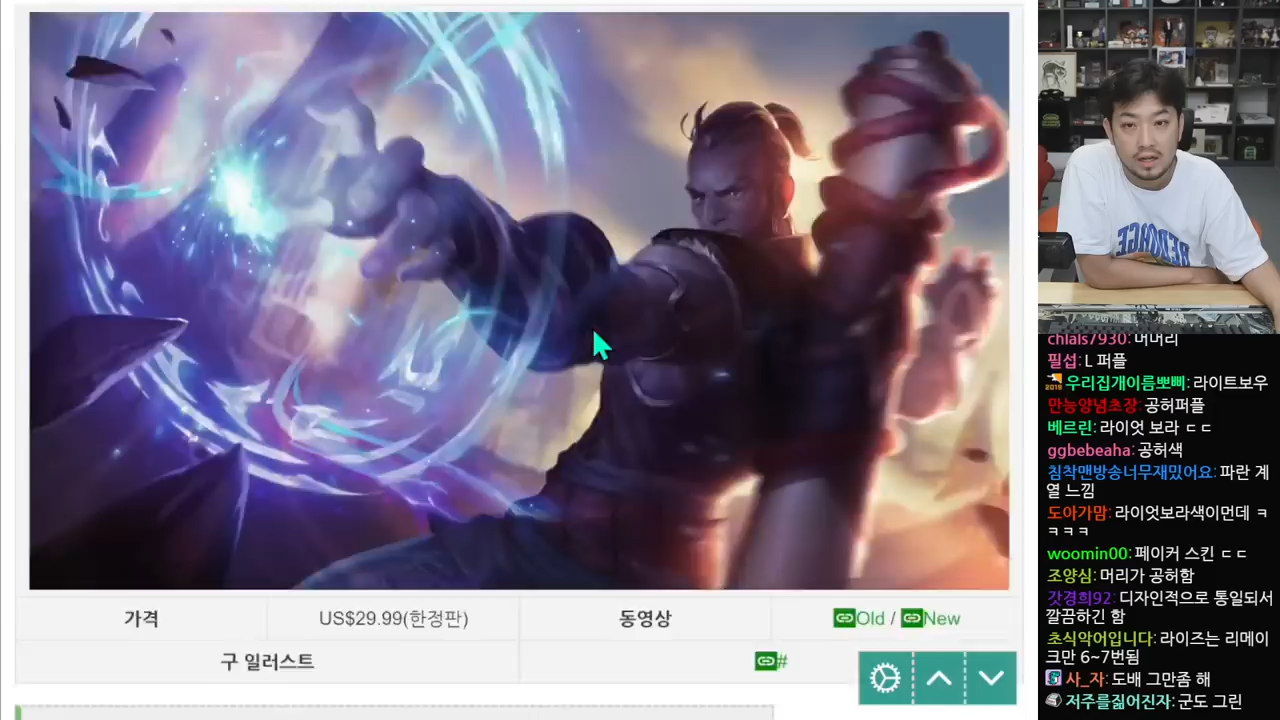 가격
US$29.99(한정판)
동영상
Old / New
구 일러스트
#
chlals7930: 머머리
필섭: L 퍼플
2019 우리집개이름뽀삐: 라이트보우
만능양념초장: 공허퍼플
베르린: 라이엇 보라 ㄷㄷ
ggbebeaha: 공허색
침착맨방송너무재밌어요: 파란 계
열 느낌
도아가맘: 라이엇보라색이먼데 ㅋ
ㅋㅋㅋㅋ
woomin00: 페이커 스킨 ㄷㄷ
조양심: 머리가 공허함
갓경희92: 디자인적으로 통일되서
깔끔하긴 함
초식악어입니다: 라이즈는 리메이
크만 6~7번됨
사_자: 도배 그만좀 해
저주를짊어진자: 군도 그린